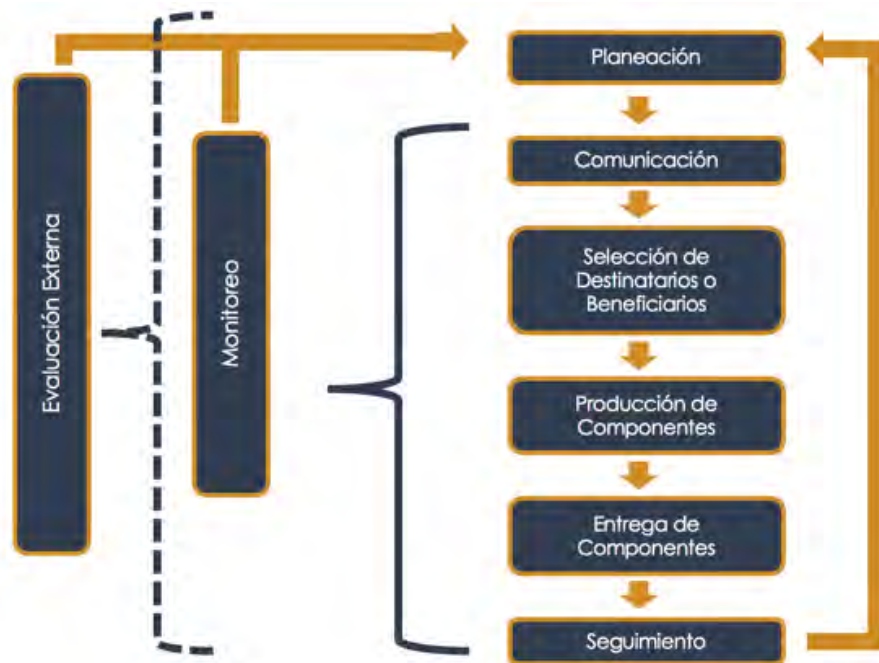 Evaluación Externa
Monitoreo
Planeación
Comunicación
Selección de
Destinatarios o
Beneficiarios
Producción de
Componentes
Entrega de
Componentes
Seguimiento